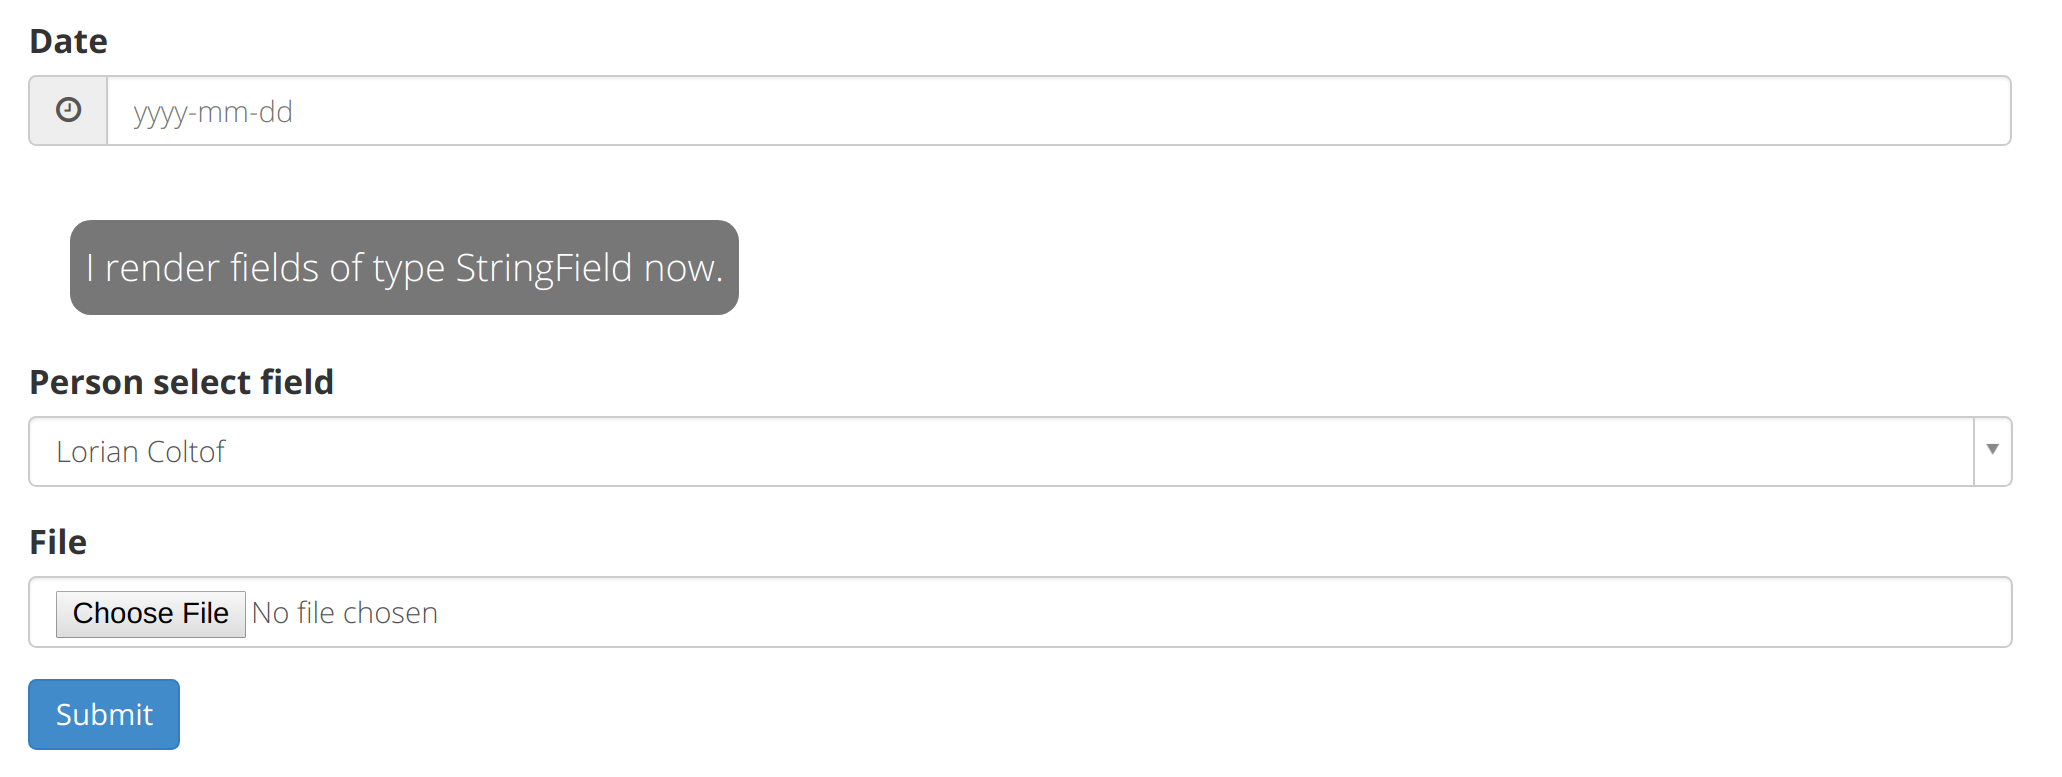 Date
yyyy-mm-dd
I render fields of type StringField now.
Person select field
Lorian Coltof
File
Choose File No file chosen
Submit